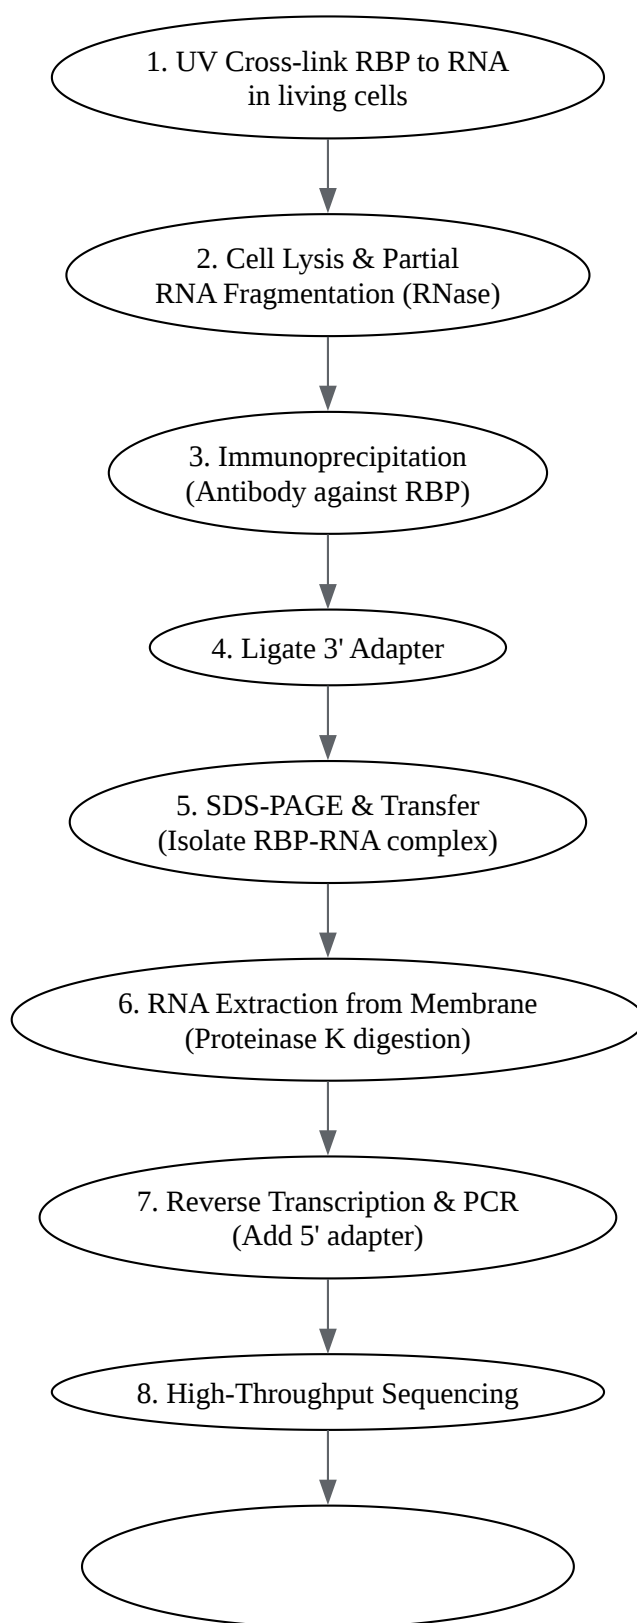 1. UV Cross-link RBP to RNA
in living cells
2. Cell Lysis & Partial
RNA Fragmentation (RNase)
3. Immunoprecipitation
(Antibody against RBP)
4. Ligate 3' Adapter
5. SDS-PAGE & Transfer
(Isolate RBP-RNA complex)
6. RNA Extraction from Membrane
(Proteinase K digestion)
7. Reverse Transcription & PCR
(Add 5' adapter)
8. High-Throughput Sequencing